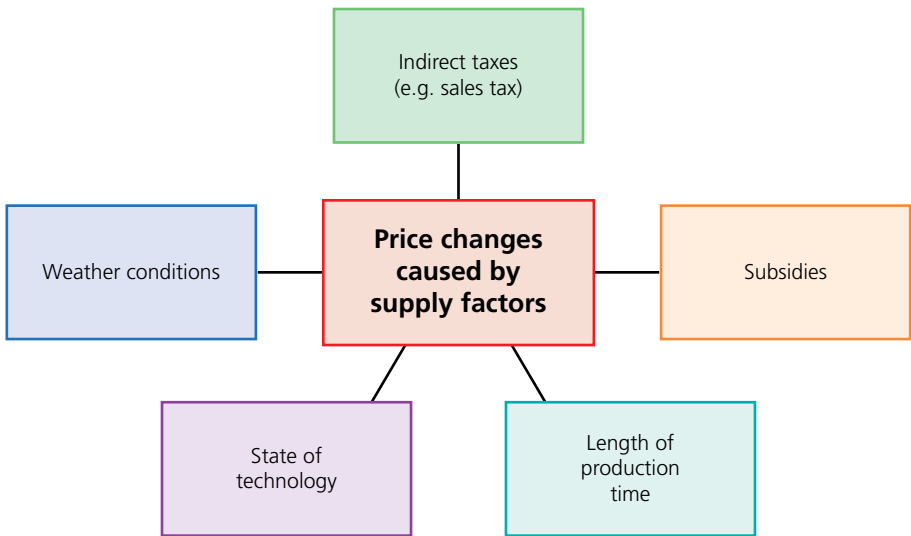 Indirect taxes
(e.g. sales tax)
Weather conditions
Price changes
caused by
supply factors
Subsidies
State of
technology
Length of
production
time